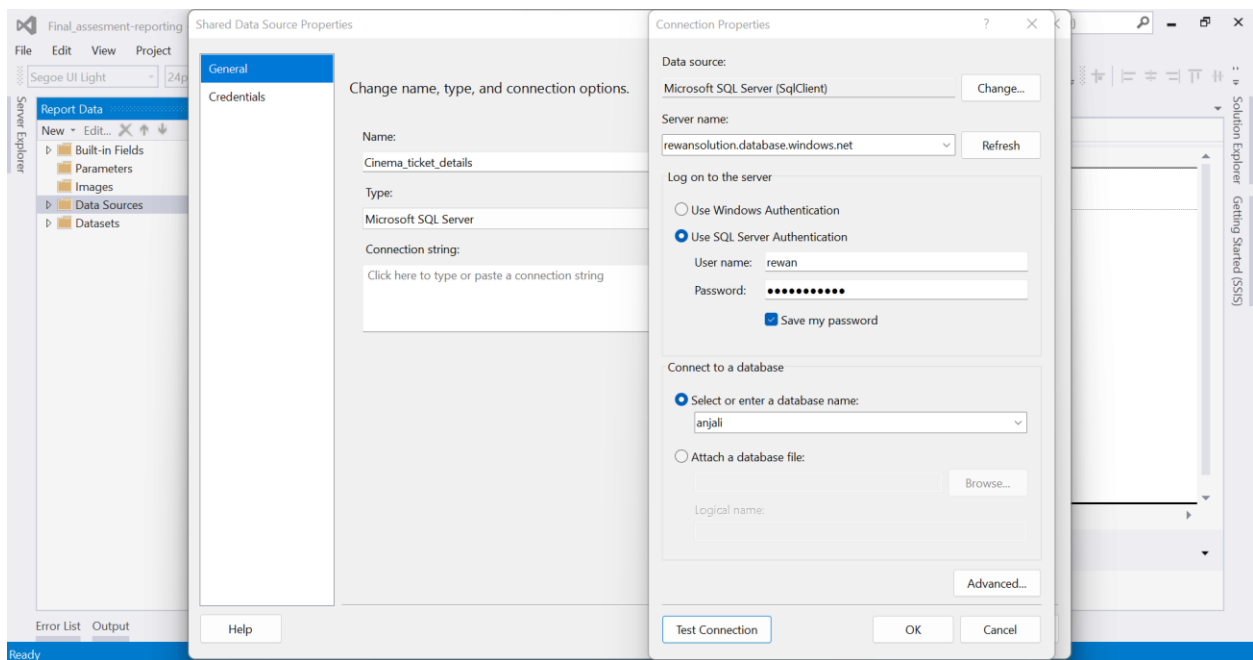 Final_assesment-reporting
File Edit View Project
Segoe UI Light 24p
Server Explorer
Report Data
New Edit...
Built-in Fields
Parameters
Images
Data Sources
Datasets
Error List Output
Ready
Shared Data Source Properties
General
Credentials
Change name, type, and connection options.
Name:
Cinema_ticket_details
Type:
Microsoft SQL Server
Connection string:
Click here to type or paste a connection string
Help
Connection Properties
Data source:
Microsoft SQL Server (SqlClient)
Change...
Server name:
rewansolution.database.windows.net
Refresh
Log on to the server
Use Windows Authentication
Use SQL Server Authentication
User name: rewan
Password: ●●●●●●●●●●●
Save my password
Connect to a database
Select or enter a database name:
anjali
Attach a database file:
Browse...
Logical name:
Advanced...
Test Connection OK Cancel
Solution Explorer
Getting Started (SSIS)